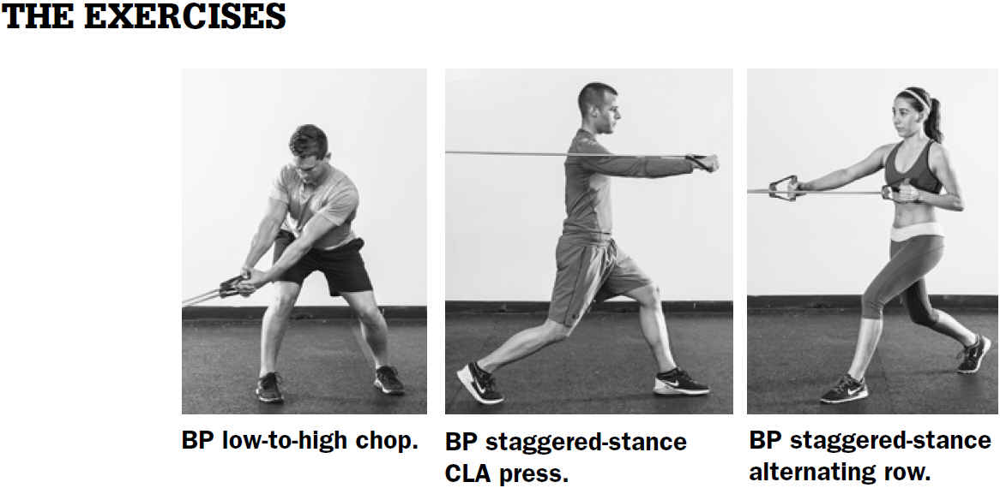 THE EXERCISES
BP low-to-high chop.
BP staggered-stance
CLA press.
BP staggered-stance
alternating row.